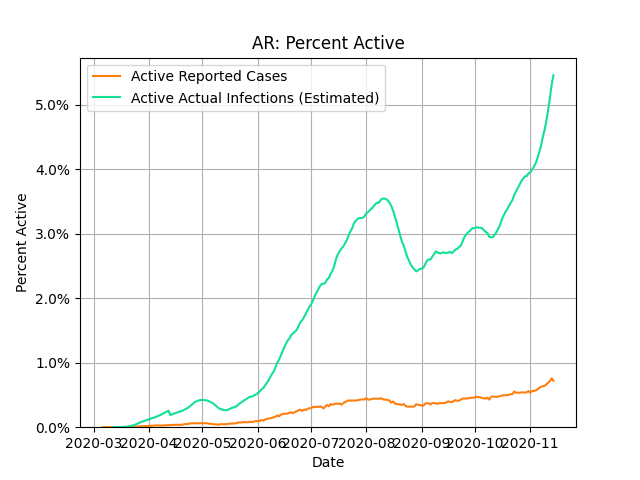 AR: Percent Active
Active Reported Cases
Active Actual Infections (Estimated)
Percent Active
5.0%
4.0%
3.0%
2.0%
1.0%
0.0%
2020-03 2020-04 2020-05 2020-06 2020-07 2020-08 2020-09 2020-10 2020-11
Date